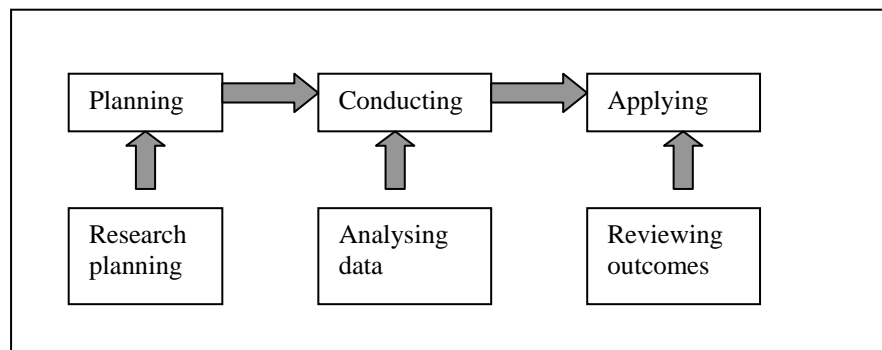 Planning
Conducting
Applying
Research
planning
Analysing
data
Reviewing
outcomes